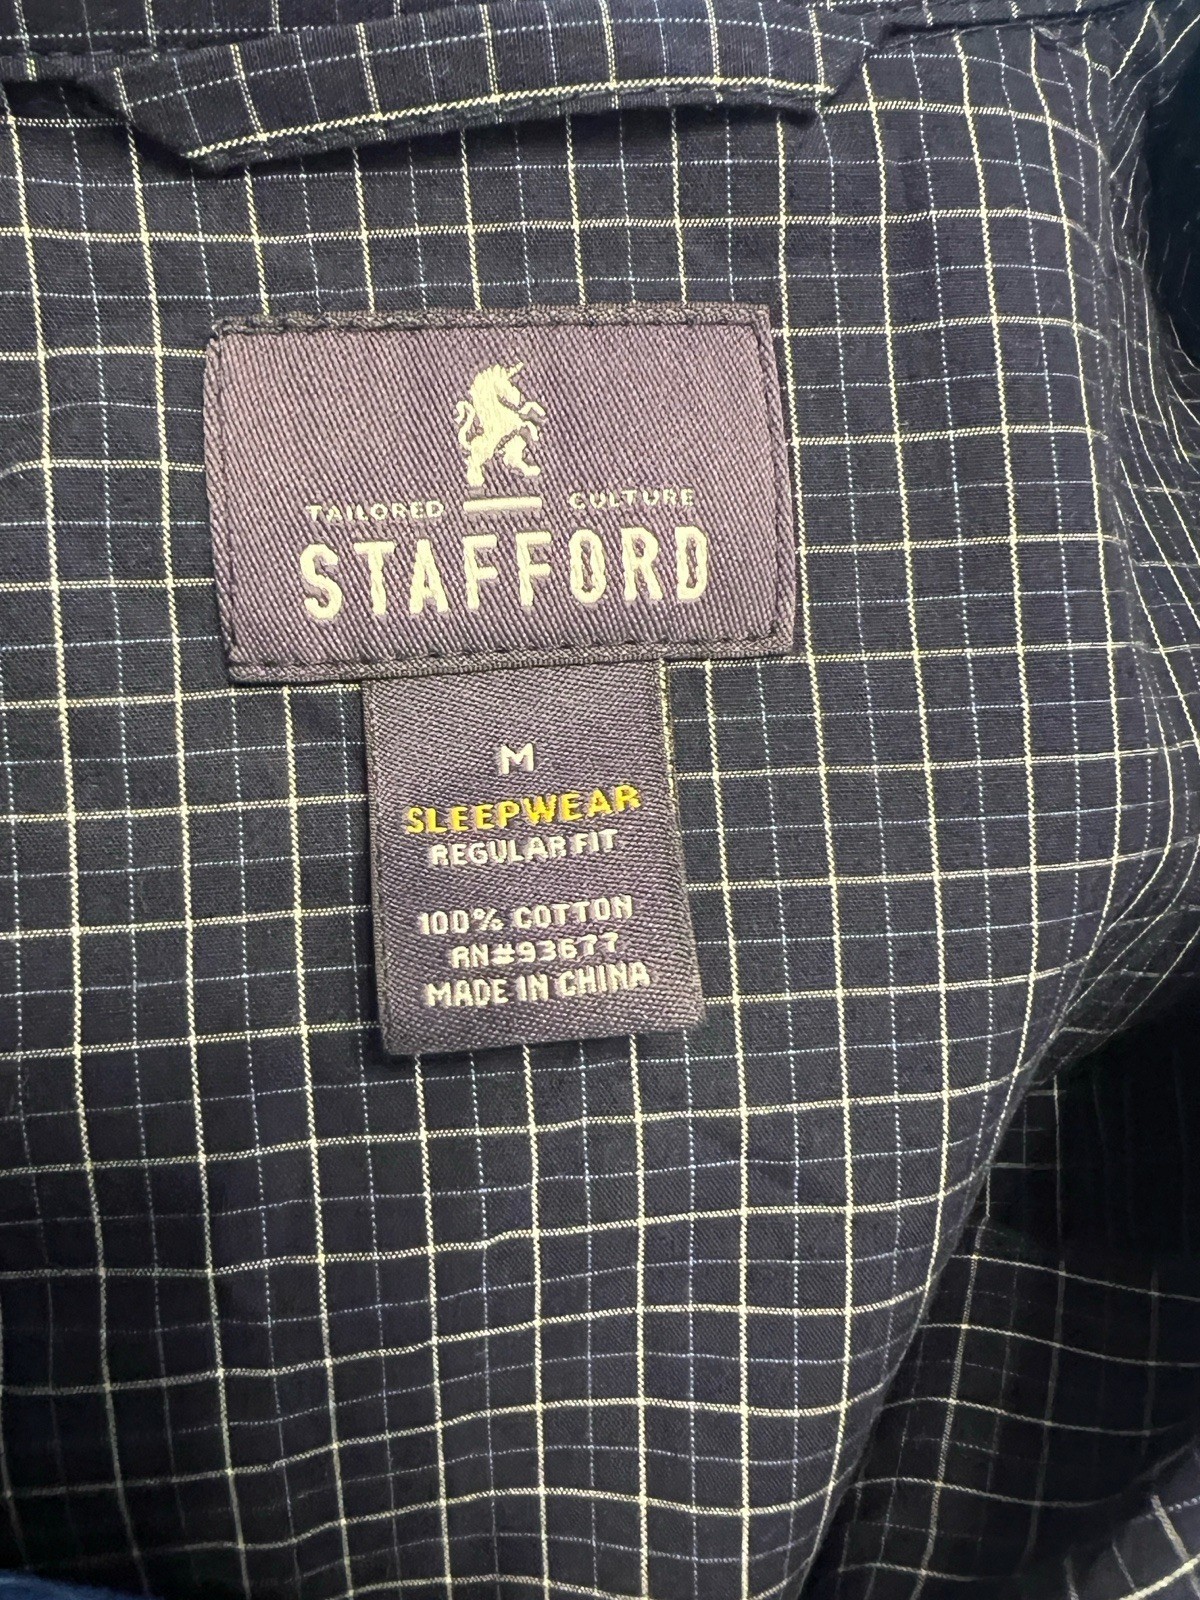 TAILORED CULTURE
STAFFORD
M
SLEEPWEAR
REGULAR FIT
100% COTTON
RN#93677
MADE IN CHINA